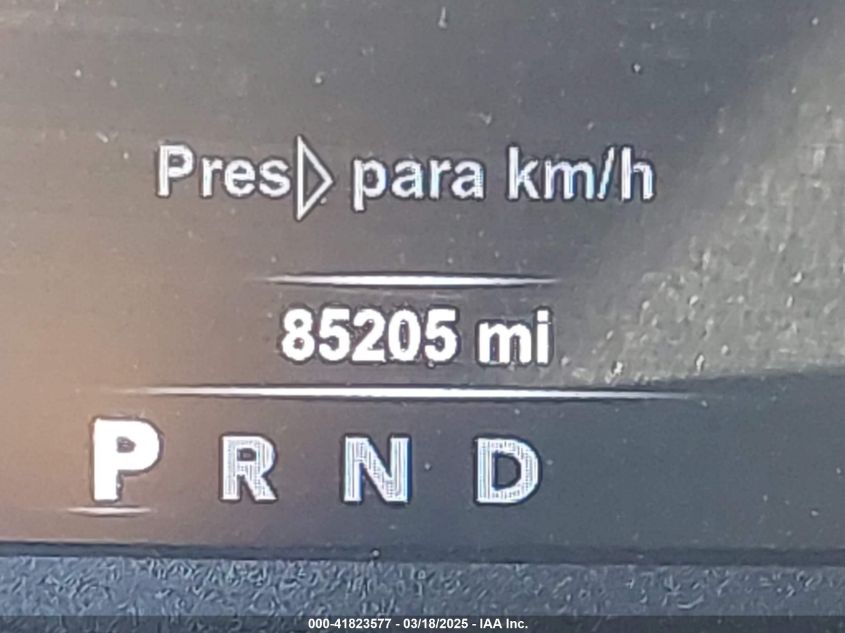 Pres▷ para km/h
85205 mi
P R N D
000-41823577 - 03/18/2025 - IAA Inc.